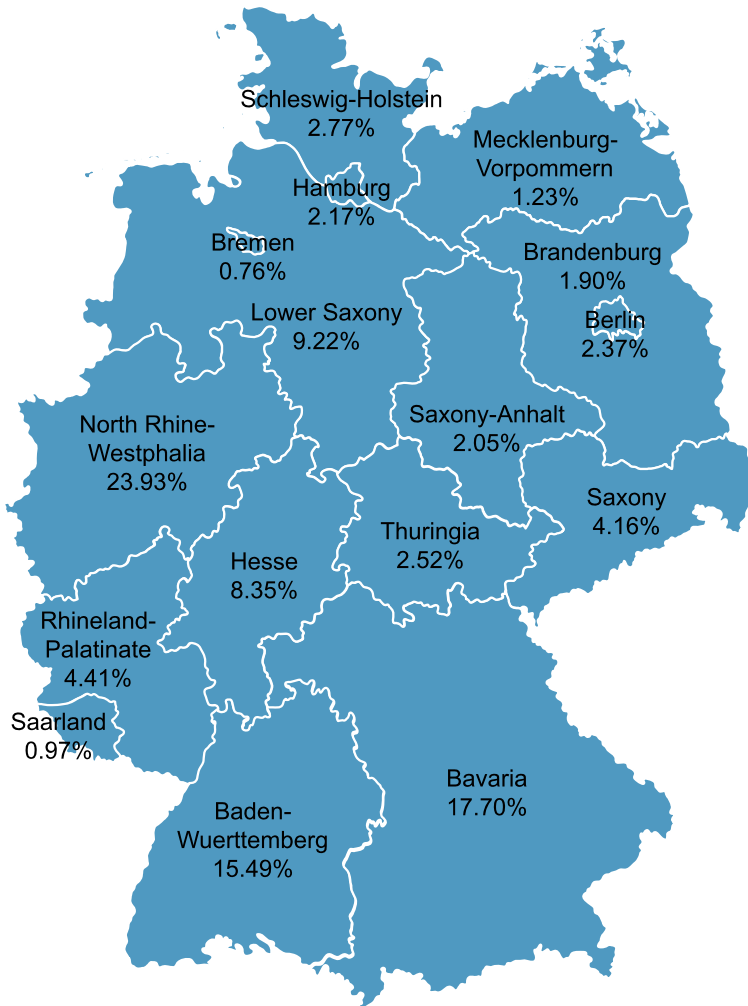 Schleswig-Holstein
2.77%
Mecklenburg-
Vorpommern
1.23%
Hamburg
2.17%
Bremen
0.76%
Brandenburg
1.90%
Lower Saxony
9.22%
Berlin
2.37%
North Rhine-
Westphalia
23.93%
Saxony-Anhalt
2.05%
Saxony
4.16%
Thuringia
2.52%
Hesse
8.35%
Rhineland-
Palatinate
4.41%
Saarland
0.97%
Bavaria
17.70%
Baden-
Wuerttemberg
15.49%